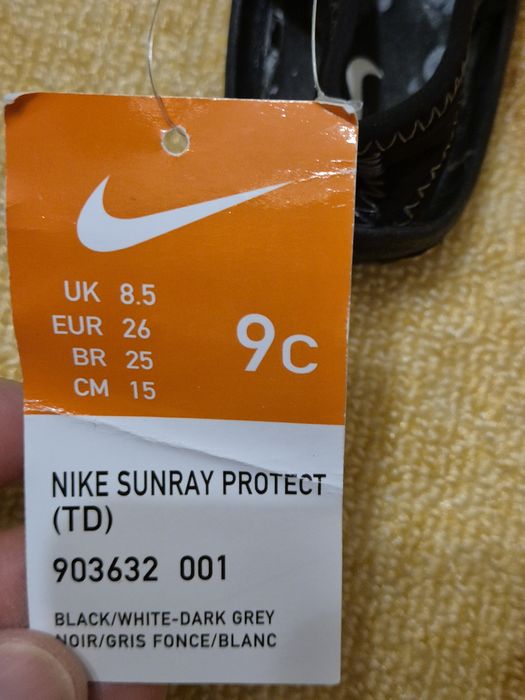 UK 8.5
EUR 26
BR 25
CM 15
9C
NIKE SUNRAY PROTECT
(TD)
903632 001
BLACK/WHITE-DARK GREY
NOIR/GRIS FONCE/BLANC